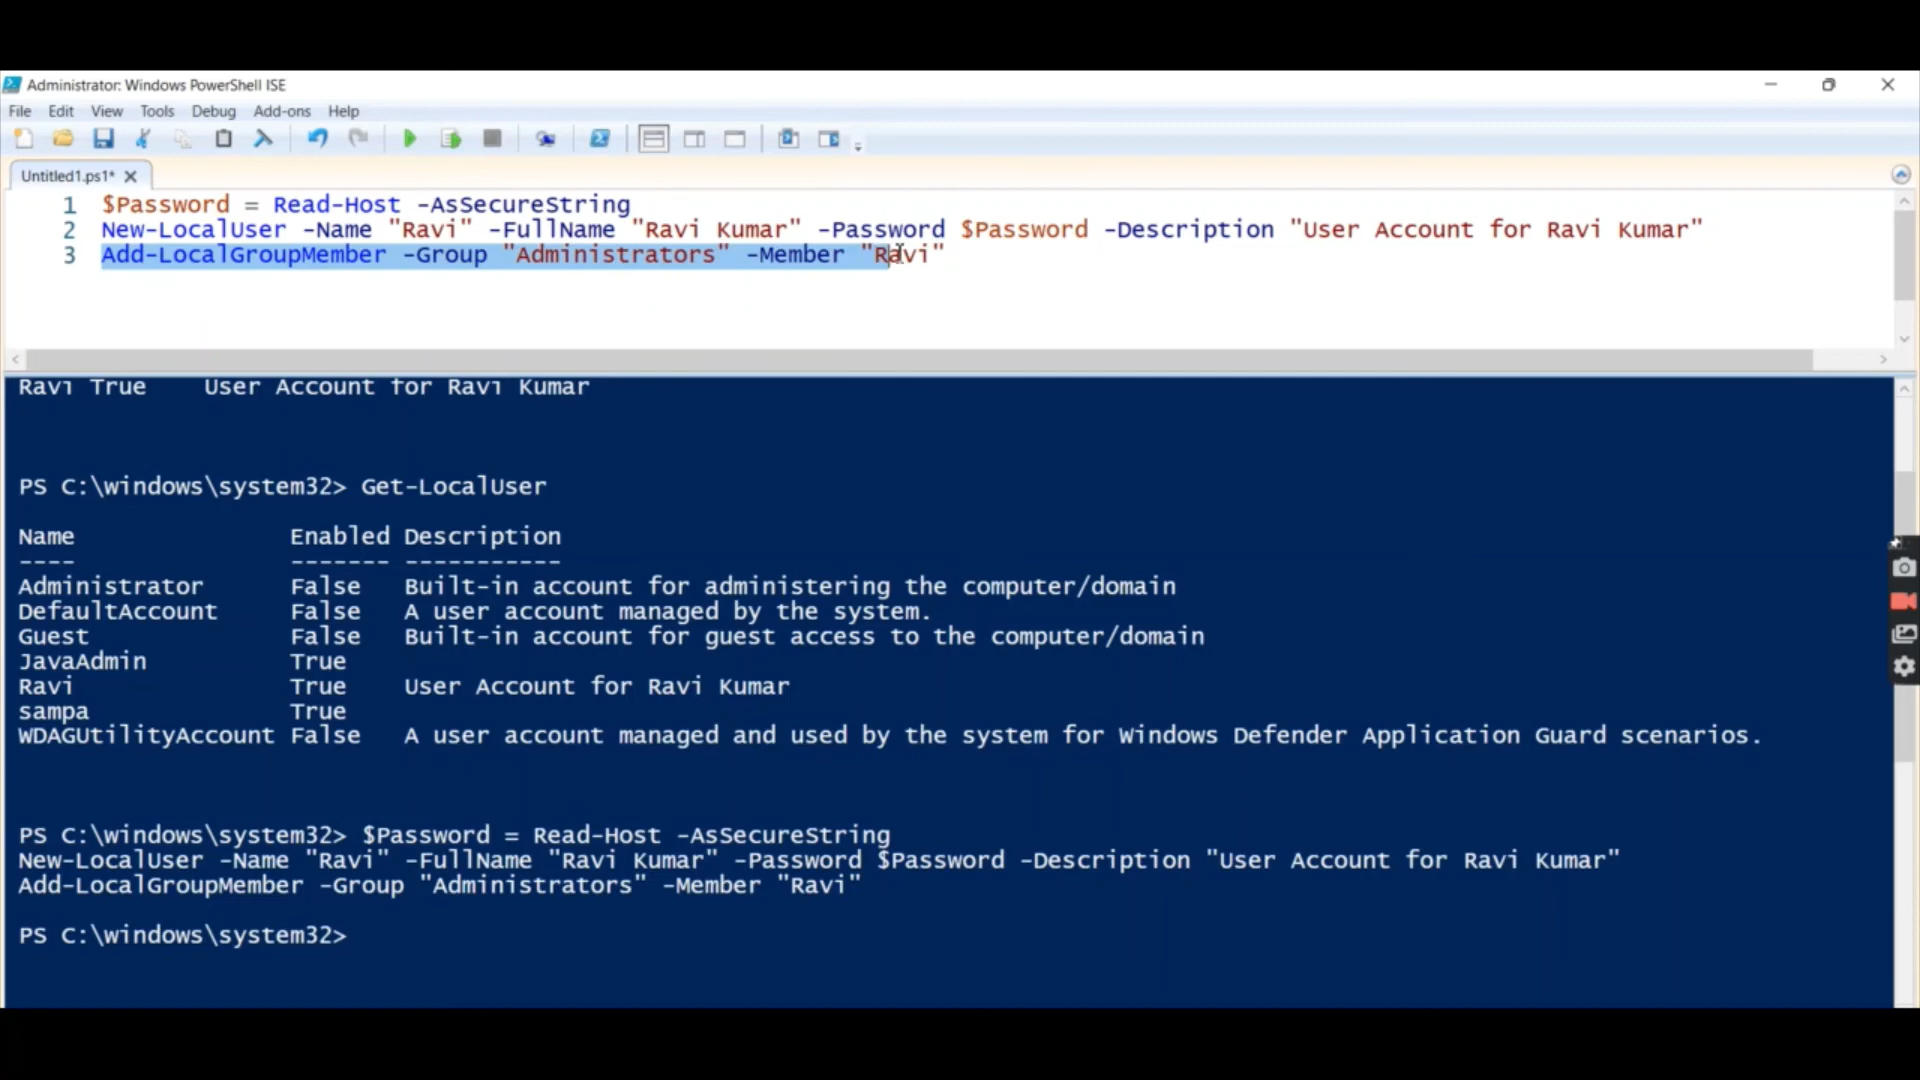 Administrator: Windows PowerShell ISE
File Edit View Tools Debug Add-ons Help
Untitled1.ps1*
1 $Password = Read-Host -AsSecureString
2 New-LocalUser -Name "Ravi" -FullName "Ravi Kumar" -Password $Password -Description "User Account for Ravi Kumar"
3 Add-LocalGroupMember -Group "Administrators" -Member "Ravi"
Ravi True    User Account for Ravi Kumar
PS C:\windows\system32> Get-LocalUser
Name               Enabled Description
----               ------- -----------
Administrator      False   Built-in account for administering the computer/domain
DefaultAccount     False   A user account managed by the system.
Guest              False   Built-in account for guest access to the computer/domain
JavaAdmin          True
Ravi               True    User Account for Ravi Kumar
sampa              True
WDAGUtilityAccount False   A user account managed and used by the system for Windows Defender Application Guard scenarios.
PS C:\windows\system32> $Password = Read-Host -AsSecureString
New-LocalUser -Name "Ravi" -FullName "Ravi Kumar" -Password $Password -Description "User Account for Ravi Kumar"
Add-LocalGroupMember -Group "Administrators" -Member "Ravi"
PS C:\windows\system32>